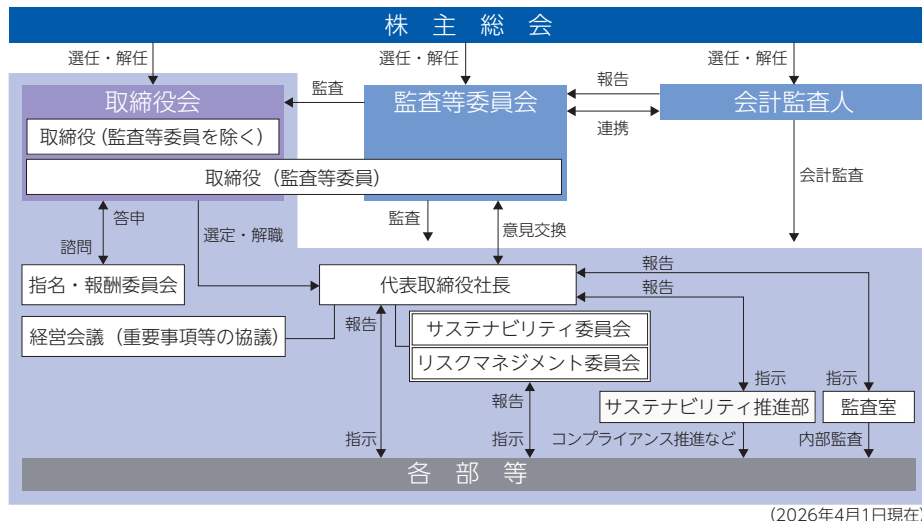 株主総会
選任・解任
選任・解任
選任・解任
取締役会
監査
監査等委員会
報告
連携
会計監査人
取締役（監査等委員を除く）
取締役（監査等委員）
会計監査
答申
諮問
選定・解職
監査
意見交換
指名・報酬委員会
代表取締役社長
報告
報告
経営会議（重要事項等の協議）
報告
サステナビリティ委員会
リスクマネジメント委員会
報告
指示
指示
サステナビリティ推進部
監査室
指示
指示
コンプライアンス推進など
内部監査
各部等
(2026年4月1日現在)